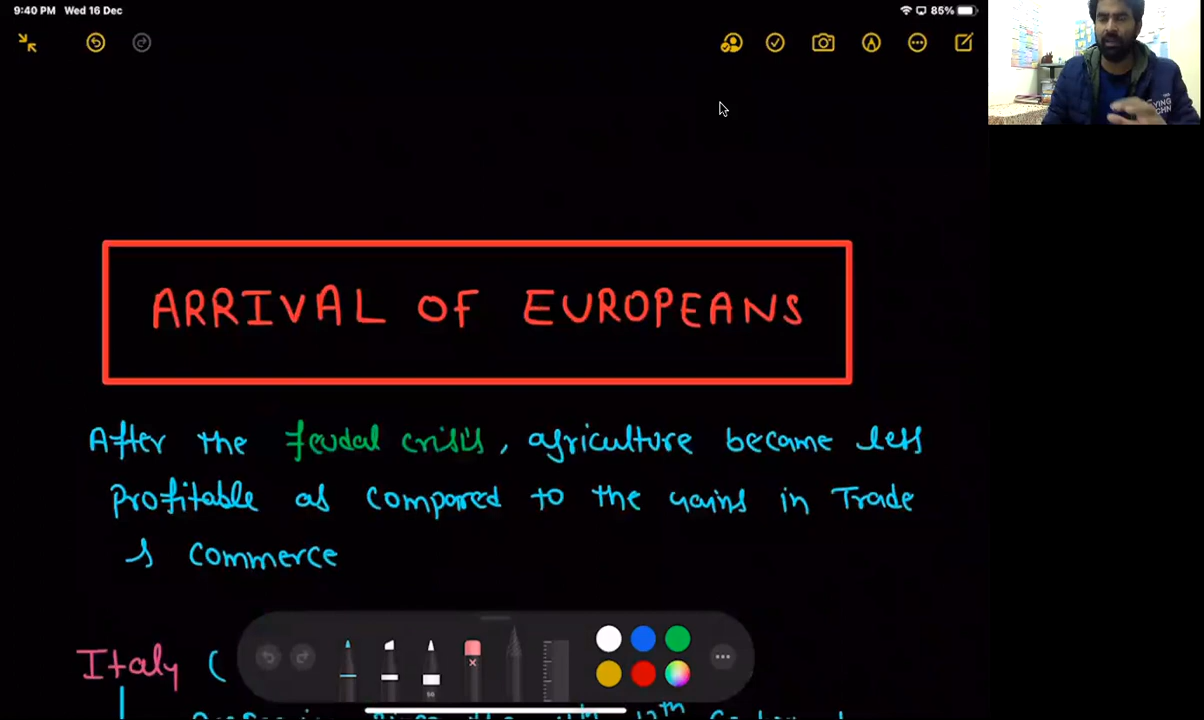 9:40 PM Wed 16 Dec
85%
ARRIVAL OF EUROPEANS
After the feudal crisis, agriculture became less
Profitable as compared to the gains in Trade
& commerce
Italy (